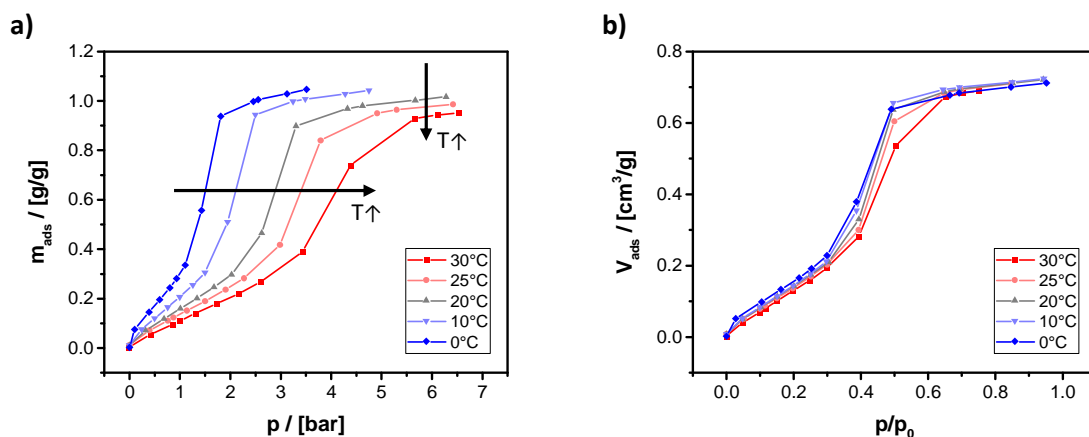 a)
1.2
1.0
0.8
0.6
0.4
0.2
0.0
m_ads / [g/g]
0 1 2 3 4 5 6 7
p / [bar]
T↑
T↑
30°C
25°C
20°C
10°C
0°C
b)
0.8
0.6
0.4
0.2
0.0
V_ads / [cm³/g]
0.0 0.2 0.4 0.6 0.8 1.0
p/p₀
30°C
25°C
20°C
10°C
0°C